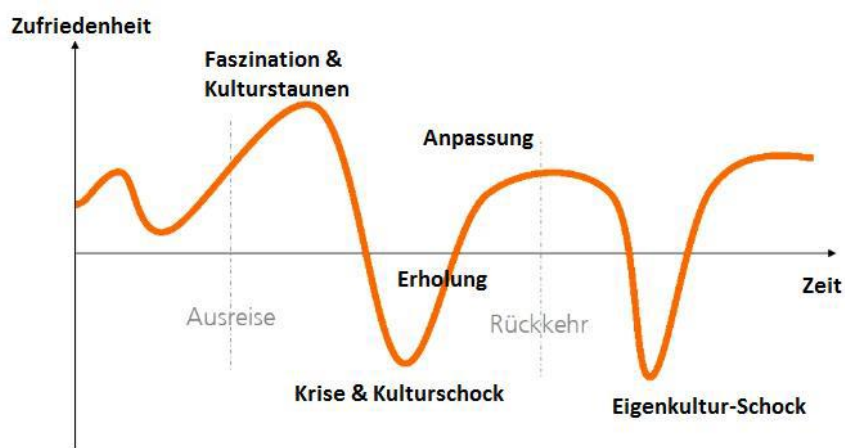 Zufriedenheit
Faszination &
Kulturstaunen
Anpassung
Erholung
Zeit
Ausreise
Rückkehr
Krise & Kulturschock
Eigenkultur-Schock